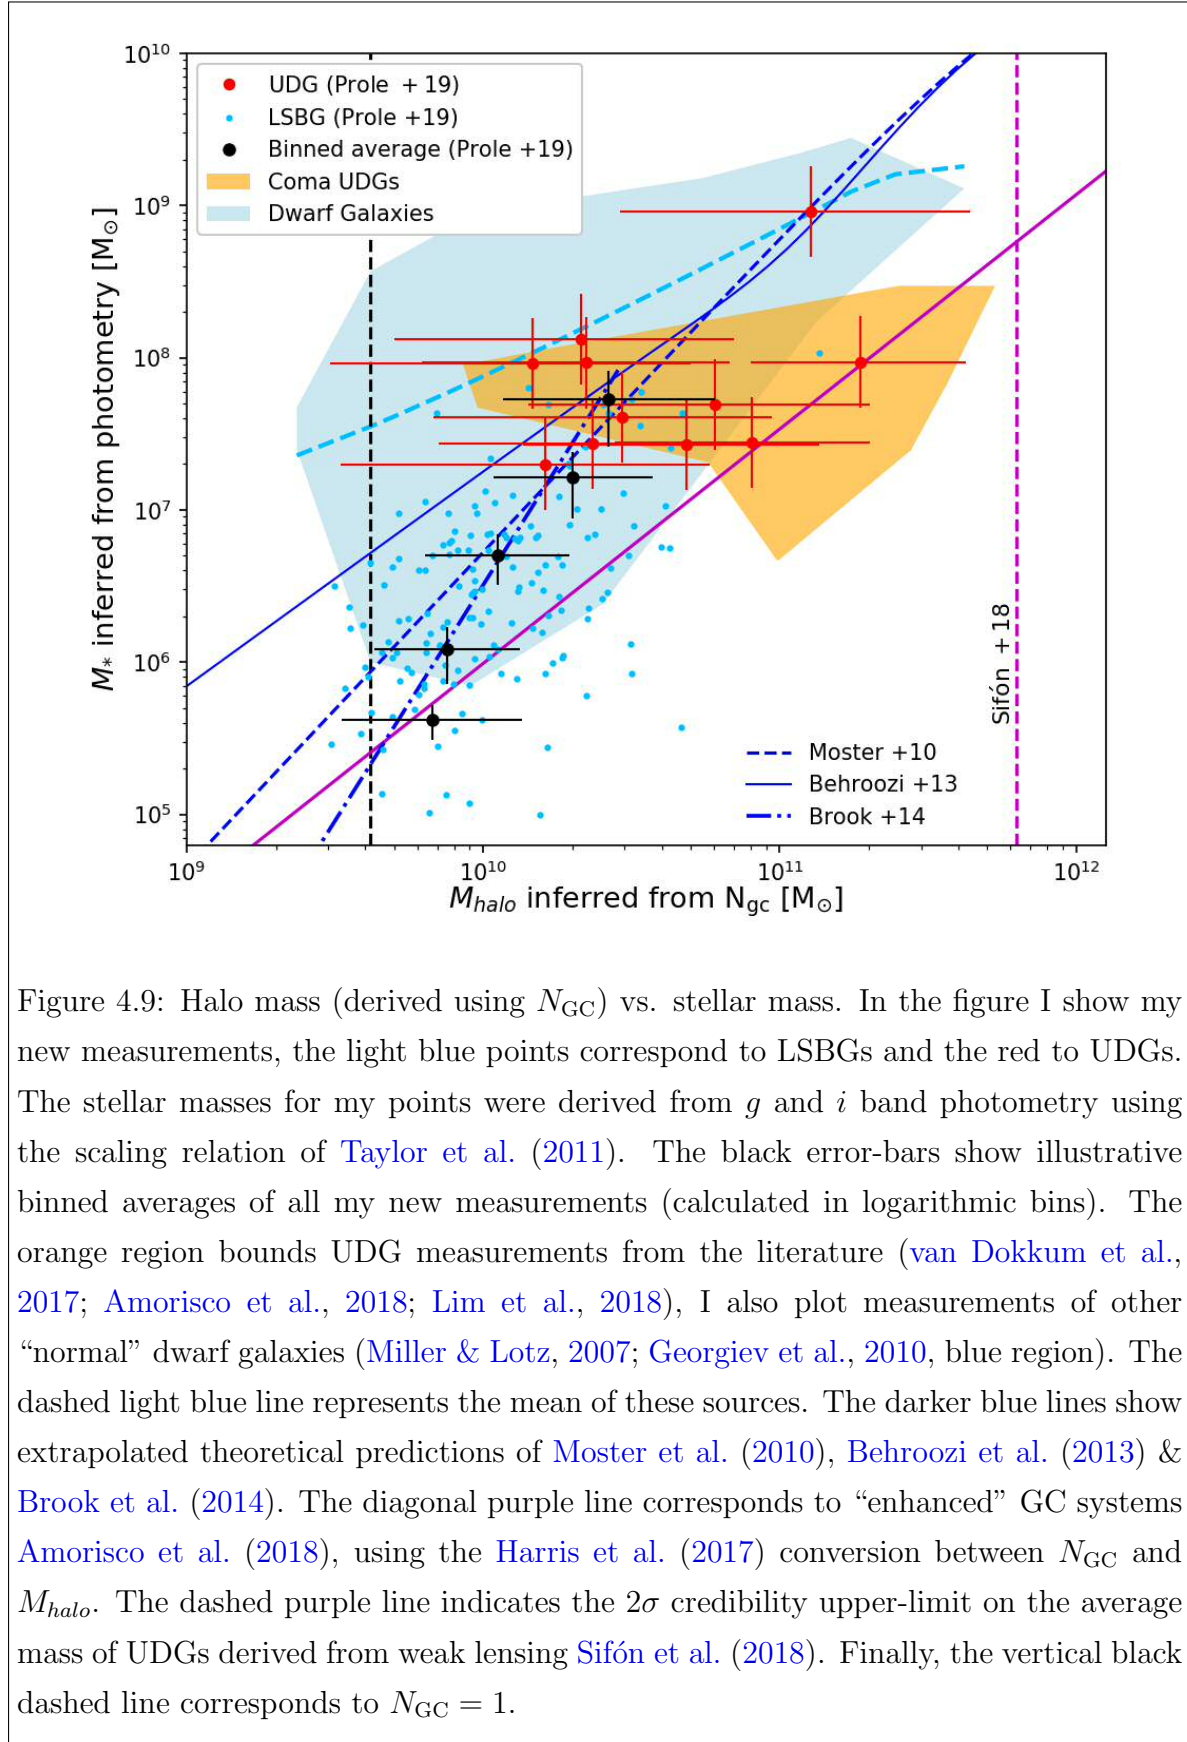 10^10
10^9
10^8
10^7
10^6
10^5
M_* inferred from photometry [M_⊙]
UDG (Prole +19)
LSBG (Prole +19)
Binned average (Prole +19)
Coma UDGs
Dwarf Galaxies
Sifón +18
Moster +10
Behroozi +13
Brook +14
10^9
10^10
10^11
10^12
M_halo inferred from N_gc [M_⊙]
Figure 4.9: Halo mass (derived using N_GC) vs. stellar mass. In the figure I show my
new measurements, the light blue points correspond to LSBGs and the red to UDGs.
The stellar masses for my points were derived from g and i band photometry using
the scaling relation of Taylor et al. (2011). The black error-bars show illustrative
binned averages of all my new measurements (calculated in logarithmic bins). The
orange region bounds UDG measurements from the literature (van Dokkum et al.,
2017; Amorisco et al., 2018; Lim et al., 2018), I also plot measurements of other
“normal” dwarf galaxies (Miller & Lotz, 2007; Georgiev et al., 2010, blue region). The
dashed light blue line represents the mean of these sources. The darker blue lines show
extrapolated theoretical predictions of Moster et al. (2010), Behroozi et al. (2013) &
Brook et al. (2014). The diagonal purple line corresponds to “enhanced” GC systems
Amorisco et al. (2018), using the Harris et al. (2017) conversion between N_GC and
M_halo. The dashed purple line indicates the 2σ credibility upper-limit on the average
mass of UDGs derived from weak lensing Sifón et al. (2018). Finally, the vertical black
dashed line corresponds to N_GC = 1.